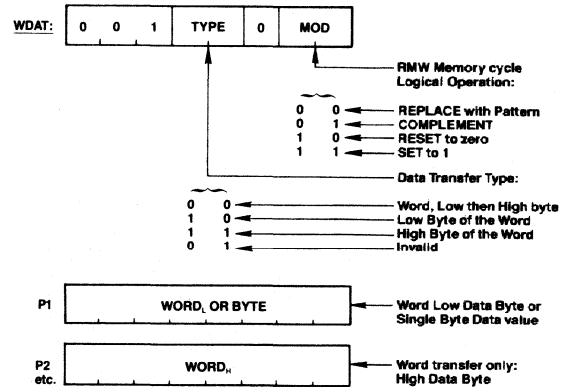 WDAT: 0 0 1 TYPE 0 MOD
RMW Memory cycle
Logical Operation:
0 0 REPLACE with Pattern
0 1 COMPLEMENT
1 0 RESET to zero
1 1 SET to 1
Data Transfer Type:
0 0 Word, Low then High byte
1 0 Low Byte of the Word
1 1 High Byte of the Word
0 1 Invalid
P1 WORDL OR BYTE Word Low Data Byte or
Single Byte Data value
P2 WORDH Word transfer only:
etc. High Data Byte